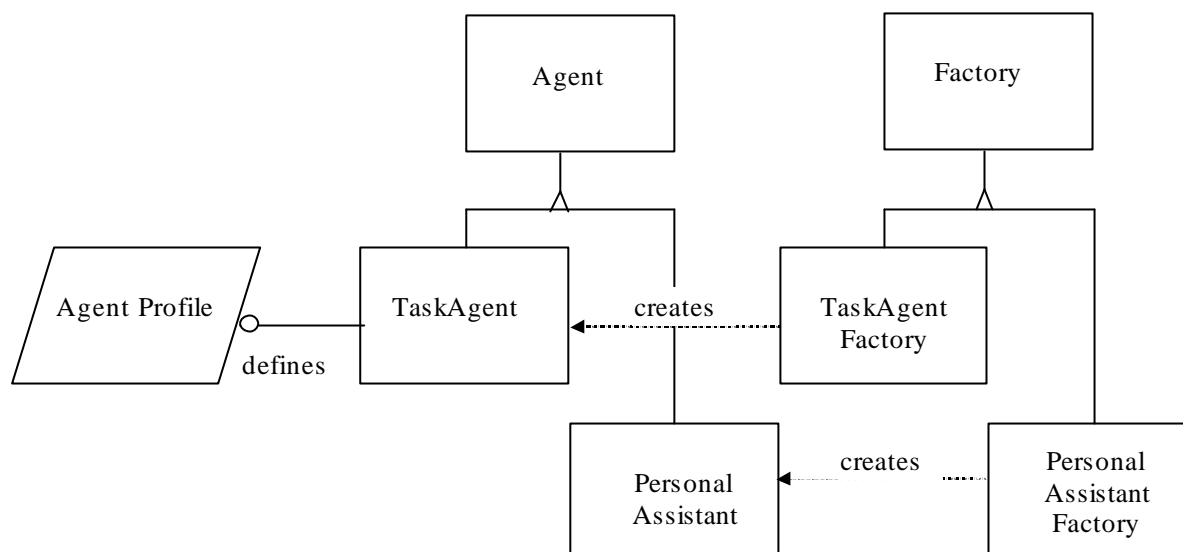 Agent
Factory
Agent Profile
TaskAgent
creates
TaskAgent
Factory
defines
Personal
Assistant
creates
Personal
Assistant
Factory